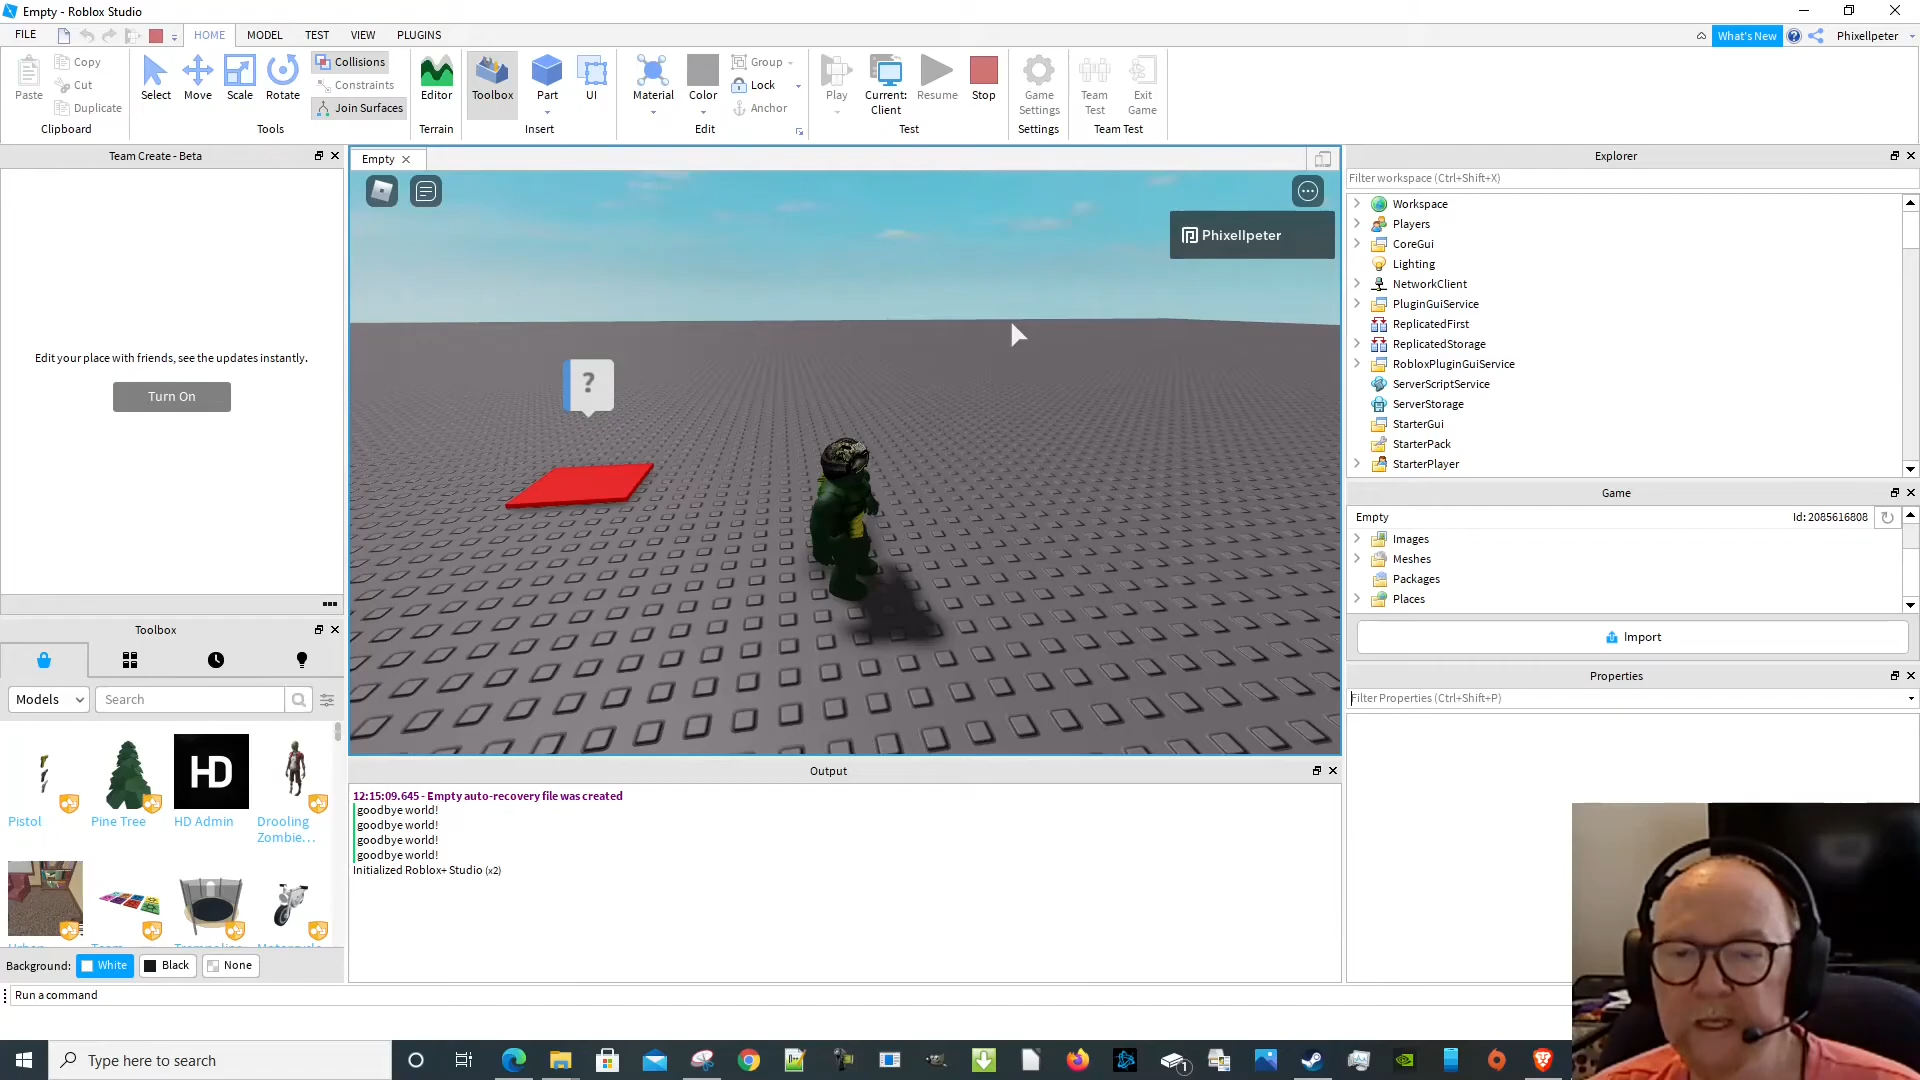 Empty - Roblox Studio
FILE HOME MODEL TEST VIEW PLUGINS What's New Phixellpeter
Paste Copy Cut Duplicate Clipboard
Select Move Scale Rotate Collisions Constraints Join Surfaces Tools
Editor Terrain
Toolbox Part UI Insert
Material Color Group Lock Anchor Edit
Play Current: Client Resume Stop Test
Game Settings Settings
Team Test Exit Game Team Test
Team Create - Beta
Edit your place with friends, see the updates instantly.
Turn On
Toolbox
Models Search
Pistol
Pine Tree
HD
HD Admin
Drooling
Zombie...
Background: White Black None
Run a command
Empty
Phixellpeter
?
Output
12:15:09.645 - Empty auto-recovery file was created
goodbye world!
goodbye world!
goodbye world!
goodbye world!
Initialized Roblox+ Studio (x2)
Explorer
Filter workspace (Ctrl+Shift+X)
Workspace
Players
CoreGui
Lighting
NetworkClient
PluginGuiService
ReplicatedFirst
ReplicatedStorage
RobloxPluginGuiService
ServerScriptService
ServerStorage
StarterGui
StarterPack
StarterPlayer
Game
Empty Id: 2085616808
Images
Meshes
Packages
Places
Import
Properties
Filter Properties (Ctrl+Shift+P)
Type here to search
1